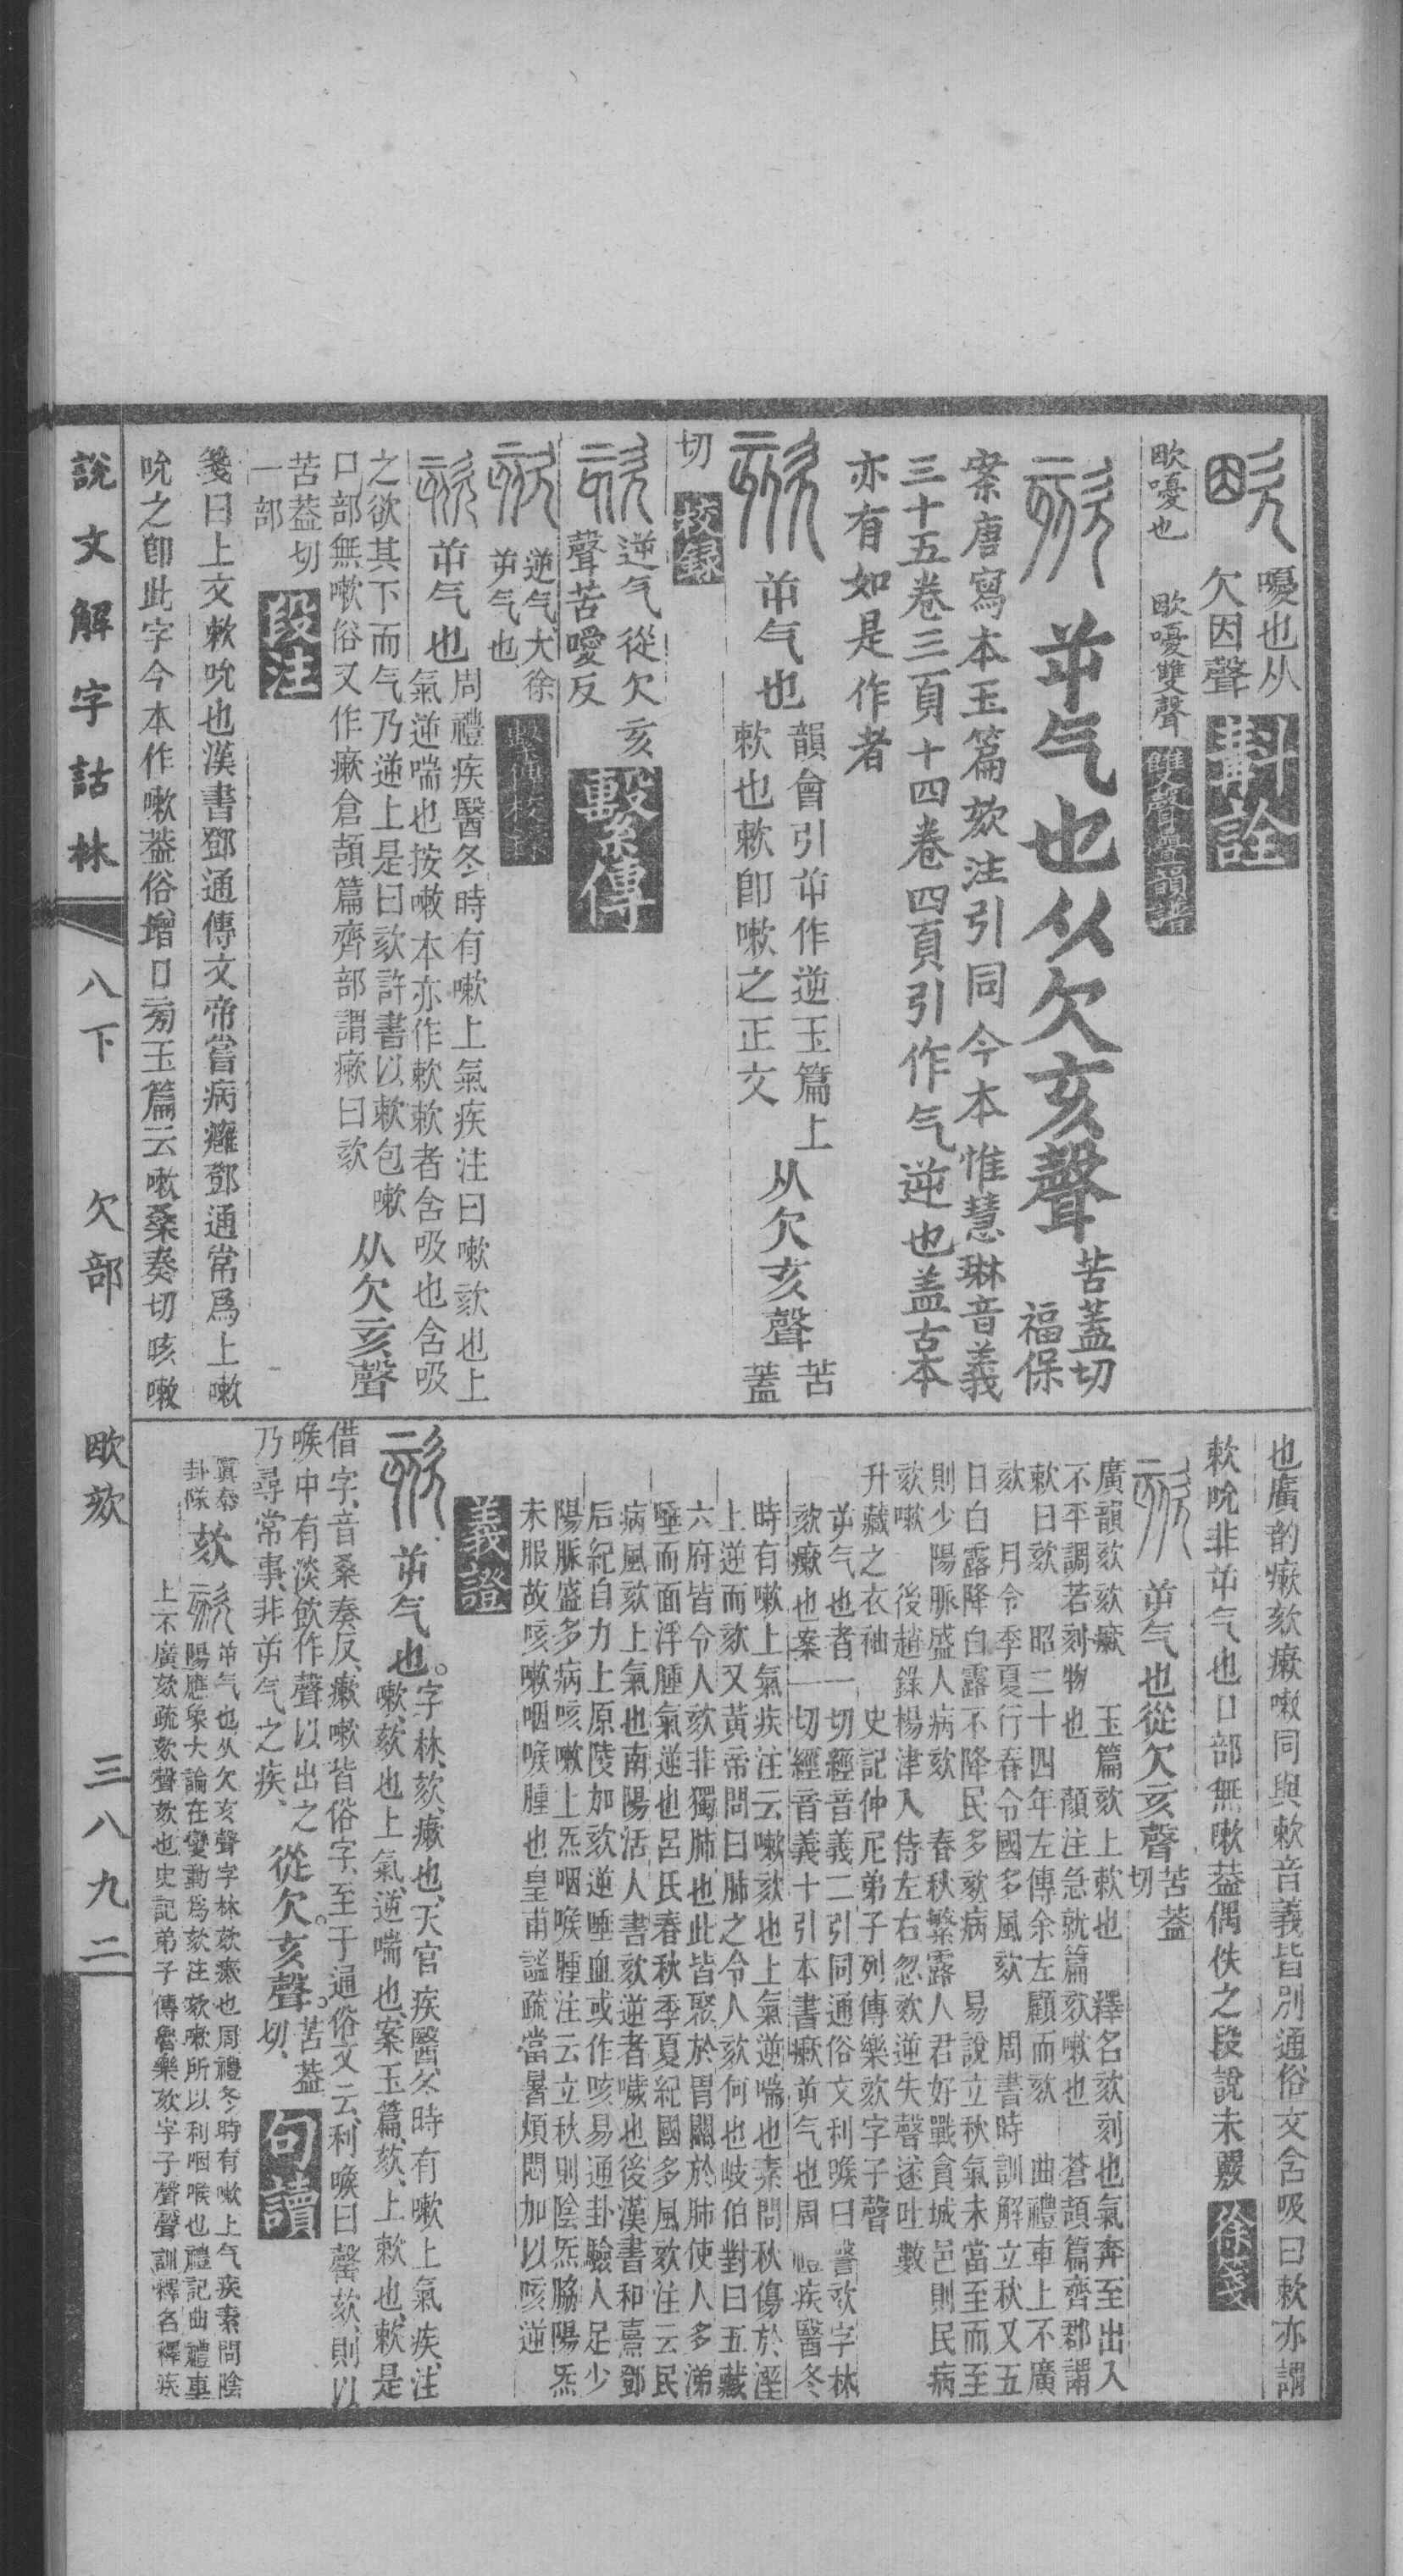 嚘也从
欠因聲
斠詮
歐嚘也　歐嚘雙聲
雙聲疊韻譜
屰气也从欠亥聲
苦蓋切
福保
案唐寫本玉篇欬注引同今本惟慧琳音義
三十五卷三頁十四卷四頁引作气逆也盖古本
亦有如是作者
屰气也
韻會引屰作逆玉篇上
欶也欶卽嗽之正文
从欠亥聲
苦
蓋
切
校錄
逆气從欠亥
聲苦噯反
繫傳
逆气大徐
屰气也
繫傳校錄
屰气也
周禮疾醫冬時有嗽上氣疾注曰嗽欬也上
氣逆喘也按嗽本亦作欶欶者含吸也含吸
之欲其下而气乃逆上是曰欬許書以欶包嗽
口部無嗽俗又作瘶倉頡篇齊部謂瘶曰欬
从欠亥聲
苦葢切
一部
段注
箋曰上文欶吮也漢書鄧通傳文帝嘗病癰鄧通常爲上嗽
吮之卽此字今本作嗽葢俗增口旁玉篇云嗽桑奏切咳嗽
也廣韵瘶欬瘶嗽同與欶音義皆別通俗文含吸曰欶亦謂
欶吮非屰气也口部無嗽葢偶佚之段說未覈
徐箋
屰气也從欠亥聲
苦蓋
切
廣韻欬欬瘶　玉篇欬上欶也　釋名欬刻也氣奔至出入
不平調若刻物也　顏注急就篇欬嗽也　蒼頡篇齊郡謂
欶曰欬　昭二十四年左傳余左顧而欬　曲禮車上不廣
欬　月令季夏行春令國多風欬　周書時訓解立秋又五
日白露降白露不降民多欬病　易說立秋氣未當至而至
則少陽脈盛人病欬　春秋繁露人君好戰貪城邑則民病
欬嗽　後趙錄楊津入侍左右忽欬逆失聲遂吐數
升藏之衣袖　史記仲尼弟子列傳樂欬字子聲
屰气也者一切經音義二引同通俗文利喉曰謦欬字林
欬瘶也案一切經音義十引本書瘶屰气也周禮疾醫冬
時有嗽上氣疾注云嗽欬也上氣逆喘也素問秋傷於溼
上逆而欬又黃帝問曰肺之令人欬何也岐伯對曰五藏
六府皆令人欬非獨肺也此皆聚於胃關於肺使人多涕
唾而面浮腫氣逆也呂氏春秋季夏紀國多風欬注云民
病風欬上氣也南陽活人書欬逆者噦也後漢書和熹鄧
后紀自力上原陵加欬逆唾血或作咳易通卦驗人足少
陽脈盛多病咳嗽上炁咽喉腫注云立秋則陰炁脇陽炁
未服故咳嗽咽喉腫也皇甫謐疏當暑煩悶加以咳逆
義證
屰气也。
字林、欬、瘶也、天官疾醫、冬時有嗽上氣疾、注、
嗽、欬也、上氣、逆喘也、案玉篇、欬、上欶也、欶是
借字、音桑奏反、瘶嗽皆俗字、至于通俗文云、利喉曰謦欬、則以
喉中有淡飲作聲以出之
乃尋常事、非屰气之疾、
從欠。亥聲。
苦葢
切、
句讀
欬
屰气也从欠亥聲字林欬瘶也周禮冬時有嗽上气疾素問陰
陽應象大論在變動爲欬注欬嗽所以利咽喉也禮記曲禮車
上不廣欬疏欬聲欬也史記弟子傳魯樂欬字子聲聲訓釋名釋疾
說文解字詁林
八下
欠部
歐欬
三八九二